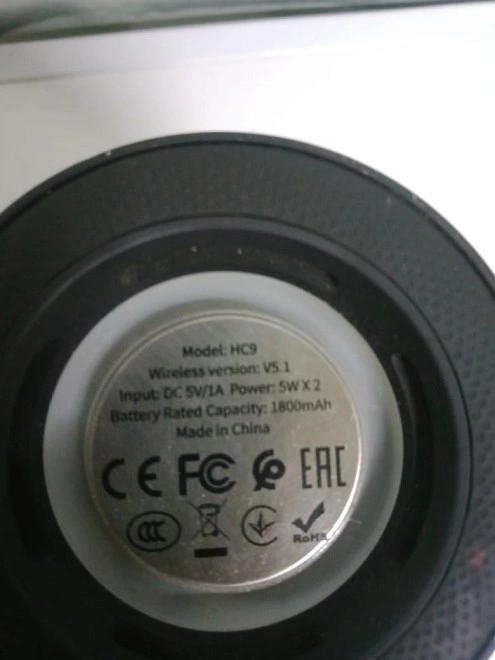 Model: HC9
Wireless version: V5.1
Input: DC 5V/1A Power: 5W X 2
Battery Rated Capacity: 1800mAh
Made in China
CE FC EAC
CCC RoHS